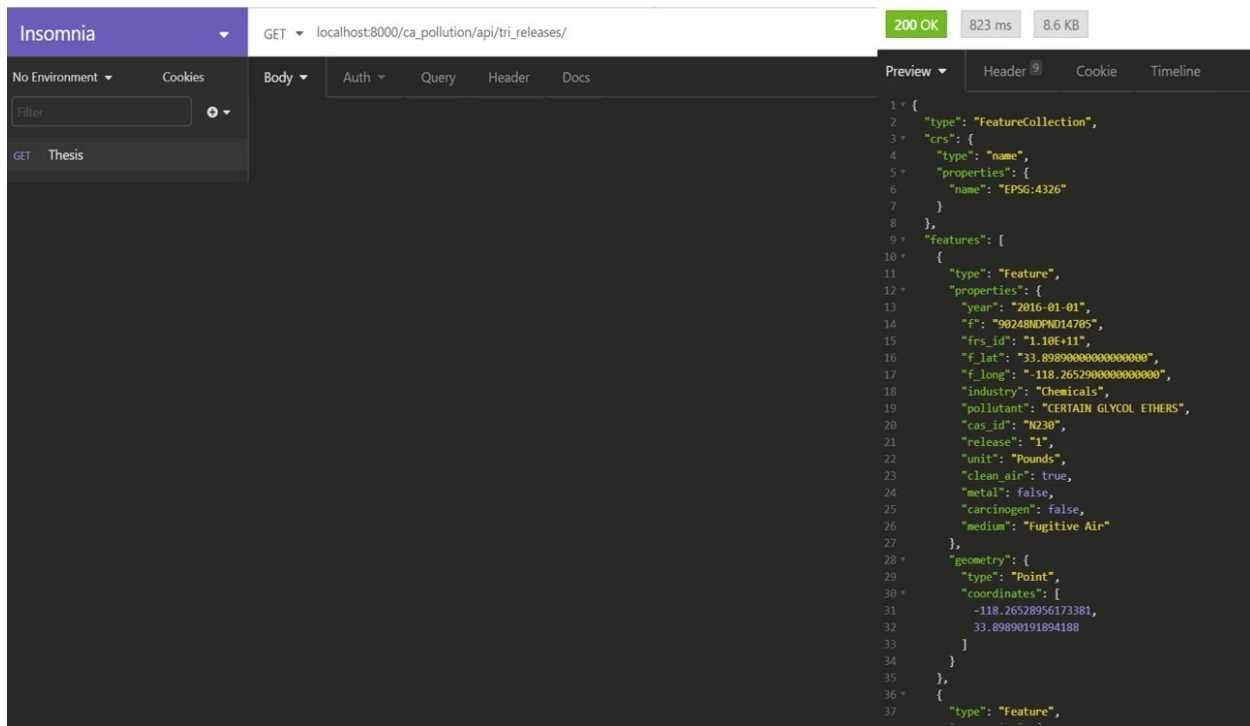 Insomnia
GET localhost:8000/ca_pollution/api/tri_releases/
200 OK 823 ms 8.6 KB
No Environment Cookies
Body Auth Query Header Docs
Preview Header 9 Cookie Timeline
Filter
GET Thesis
1 {
2 "type": "FeatureCollection",
3 "crs": {
4 "type": "name",
5 "properties": {
6 "name": "EPSG:4326"
7 }
8 },
9 "features": [
10 {
11 "type": "Feature",
12 "properties": {
13 "year": "2016-01-01",
14 "f": "90248NDPND14705",
15 "frs_id": "1.10E+11",
16 "f_lat": "33.8989000000000000",
17 "f_long": "-118.2652900000000000",
18 "industry": "Chemicals",
19 "pollutant": "CERTAIN GLYCOL ETHERS",
20 "cas_id": "N230",
21 "release": "1",
22 "unit": "Pounds",
23 "clean_air": true,
24 "metal": false,
25 "carcinogen": false,
26 "medium": "Fugitive Air"
27 },
28 "geometry": {
29 "type": "Point",
30 "coordinates": [
31 -118.26528956173381,
32 33.89890191894188
33 ]
34 }
35 },
36 {
37 "type": "Feature",